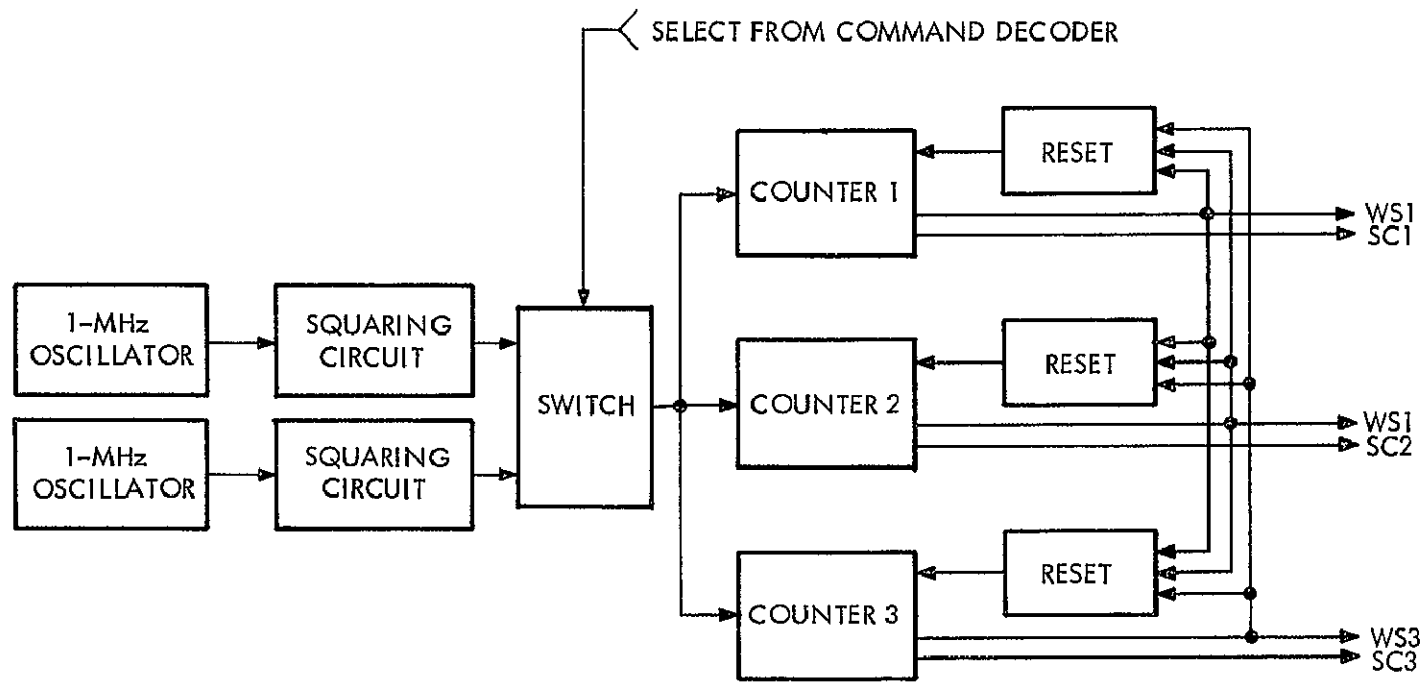 SELECT FROM COMMAND DECODER
RESET
COUNTER 1
WS1
SC1
1-MHz
OSCILLATOR
SQUARING
CIRCUIT
SWITCH
RESET
COUNTER 2
WS1
SC2
1-MHz
OSCILLATOR
SQUARING
CIRCUIT
RESET
COUNTER 3
WS3
SC3